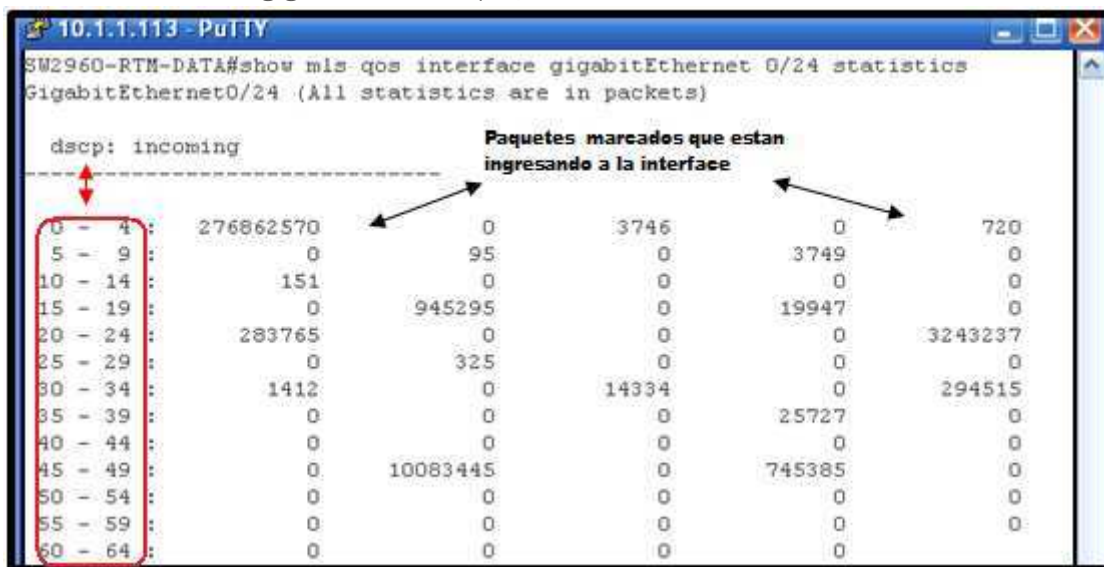 10.1.1.113 - PuTTY
SW2960-RTM-DATA#show mls qos interface gigabitEthernet 0/24 statistics
GigabitEthernet0/24 (All statistics are in packets)
dscp: incoming
Paquetes marcados que estan
ingresando a la interface
-------------------------------
0 - 4 : 276862570 0 3746 0 720
5 - 9 : 0 95 0 3749 0
10 - 14 : 151 0 0 0 0
15 - 19 : 0 945295 0 19947 0
20 - 24 : 283765 0 0 0 3243237
25 - 29 : 0 325 0 0 0
30 - 34 : 1412 0 14334 0 294515
35 - 39 : 0 0 0 25727 0
40 - 44 : 0 0 0 0 0
45 - 49 : 0 10083445 0 745385 0
50 - 54 : 0 0 0 0 0
55 - 59 : 0 0 0 0 0
60 - 64 : 0 0 0 0